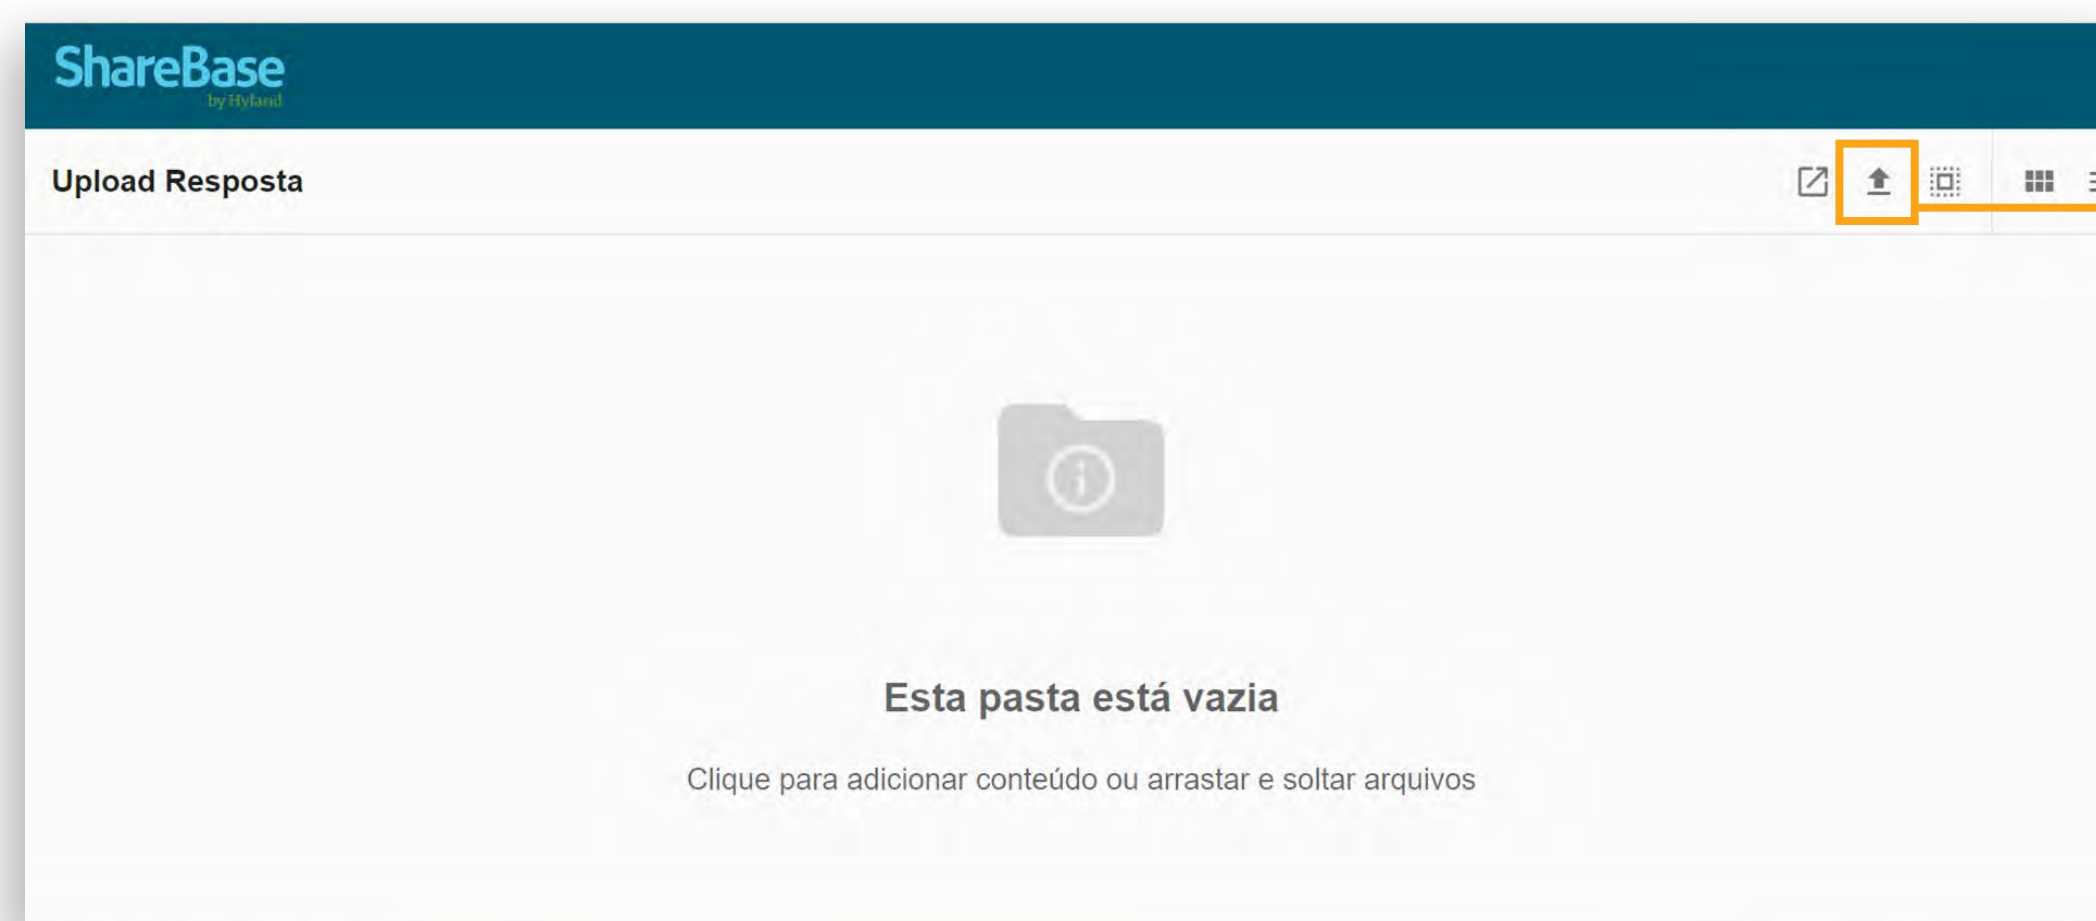 ShareBase
by Hyland
Upload Resposta
Esta pasta está vazia
Clique para adicionar conteúdo ou arrastar e soltar arquivos